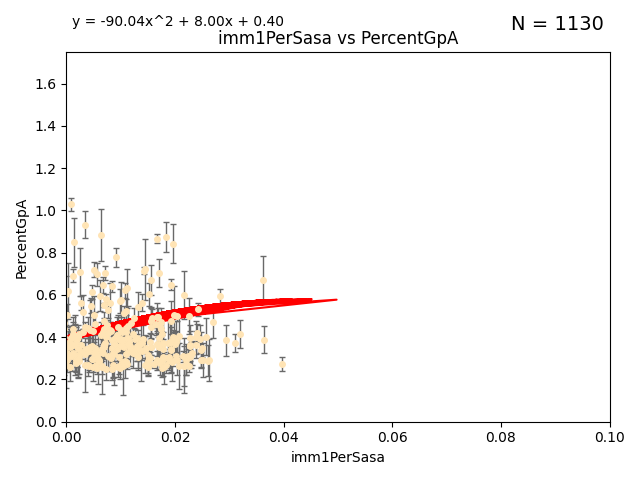 y = -90.04x^2 + 8.00x + 0.40
N = 1130
imm1PerSasa vs PercentGpA
PercentGpA
1.6
1.4
1.2
1.0
0.8
0.6
0.4
0.2
0.0
0.00 0.02 0.04 0.06 0.08 0.10
imm1PerSasa